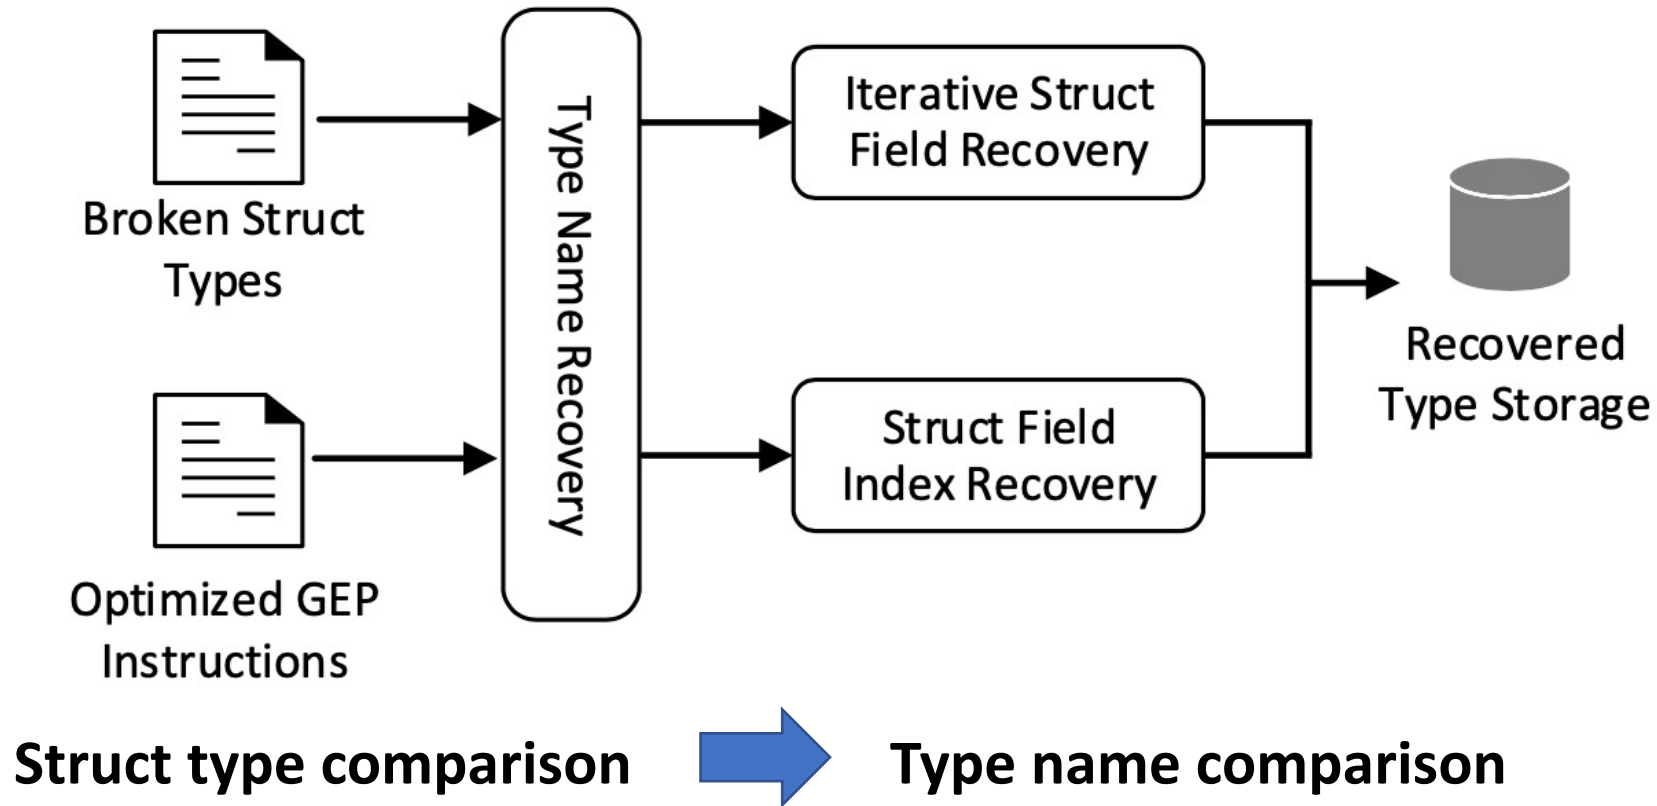 Broken Struct
Types
Optimized GEP
Instructions
Type Name Recovery
Iterative Struct
Field Recovery
Struct Field
Index Recovery
Recovered
Type Storage
Struct type comparison
Type name comparison